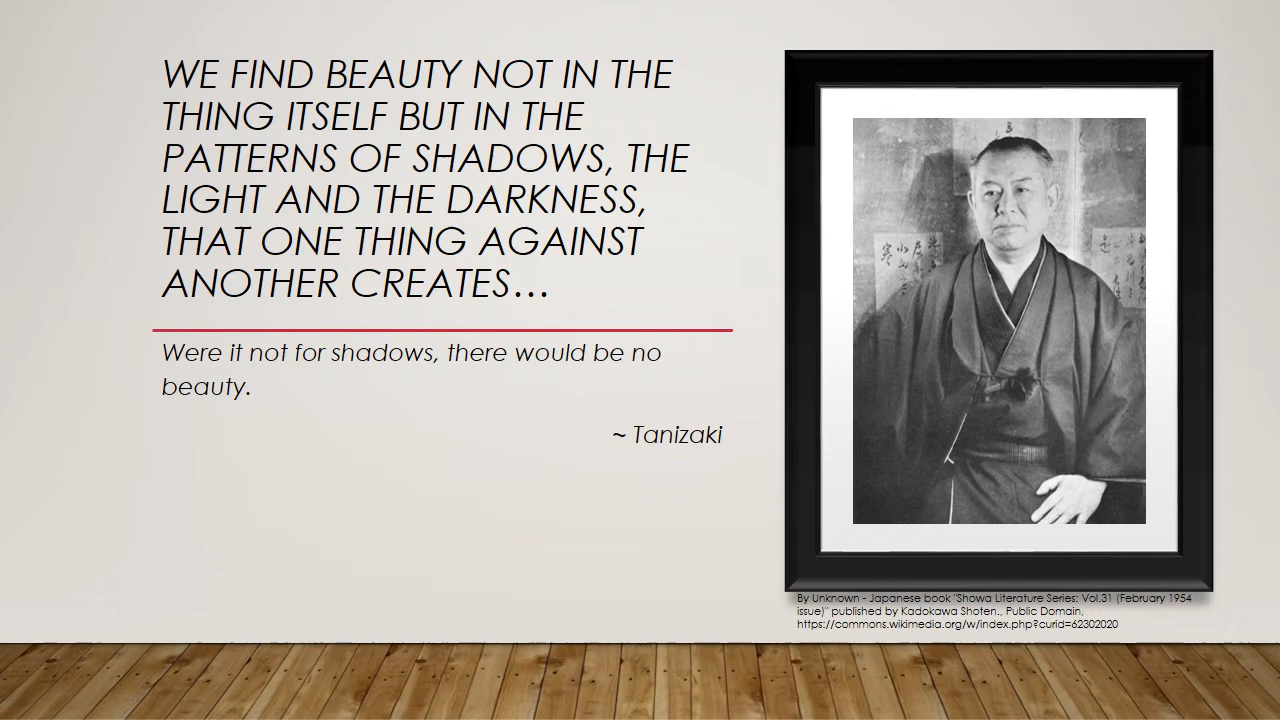 WE FIND BEAUTY NOT IN THE
THING ITSELF BUT IN THE
PATTERNS OF SHADOWS, THE
LIGHT AND THE DARKNESS,
THAT ONE THING AGAINST
ANOTHER CREATES…
Were it not for shadows, there would be no
beauty.
~ Tanizaki
By Unknown - Japanese book "Showa Literature Series: Vol.31 (February 1954
issue)" published by Kadokawa Shoten., Public Domain,
https://commons.wikimedia.org/w/index.php?curid=62302020